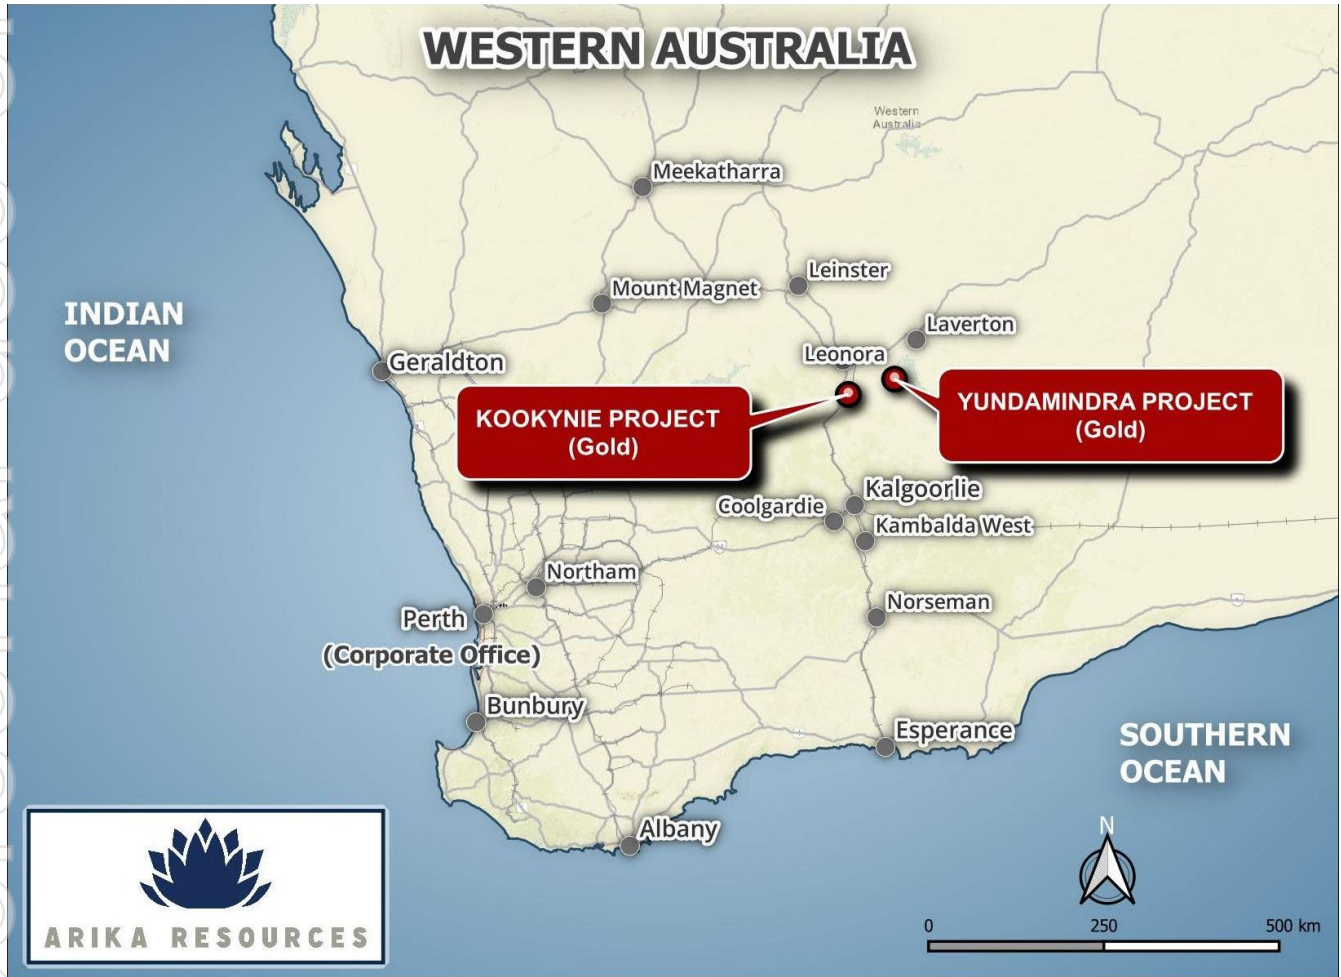 WESTERN AUSTRALIA
Western
Australia
Meekatharra
Leinster
Mount Magnet
INDIAN
OCEAN
Laverton
Leonora
Geraldton
KOOKYNIE PROJECT
(Gold)
YUNDAMINDRA PROJECT
(Gold)
Kalgoorlie
Coolgardie
Kambalda West
Northam
Norseman
Perth
(Corporate Office)
Bunbury
Esperance
SOUTHERN
OCEAN
Albany
N
ARIKA RESOURCES
0 250 500 km